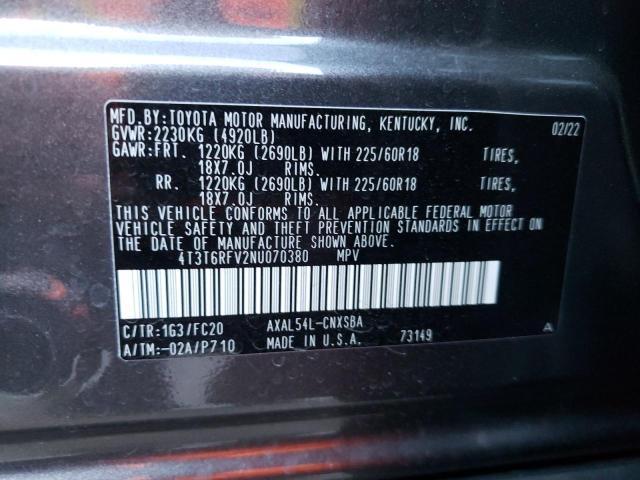 MFD.BY:TOYOTA MOTOR MANUFACTURING, KENTUCKY, INC. 02/22
GVWR:2230KG (4920LB)
GAWR:FRT. 1220KG (2690LB) WITH 225/60R18 TIRES,
18X7.0J RIMS.
RR. 1220KG (2690LB) WITH 225/60R18 TIRES,
18X7.0J RIMS.
THIS VEHICLE CONFORMS TO ALL APPLICABLE FEDERAL MOTOR
VEHICLE SAFETY AND THEFT PREVENTION STANDARDS IN EFFECT ON
THE DATE OF MANUFACTURE SHOWN ABOVE.
4T3T6RFV2NU070380 MPV
C/TR:1G3/FC20 AXAL54L-CNXSBA A
A/TM:-02A/P710 MADE IN U.S.A. 73149